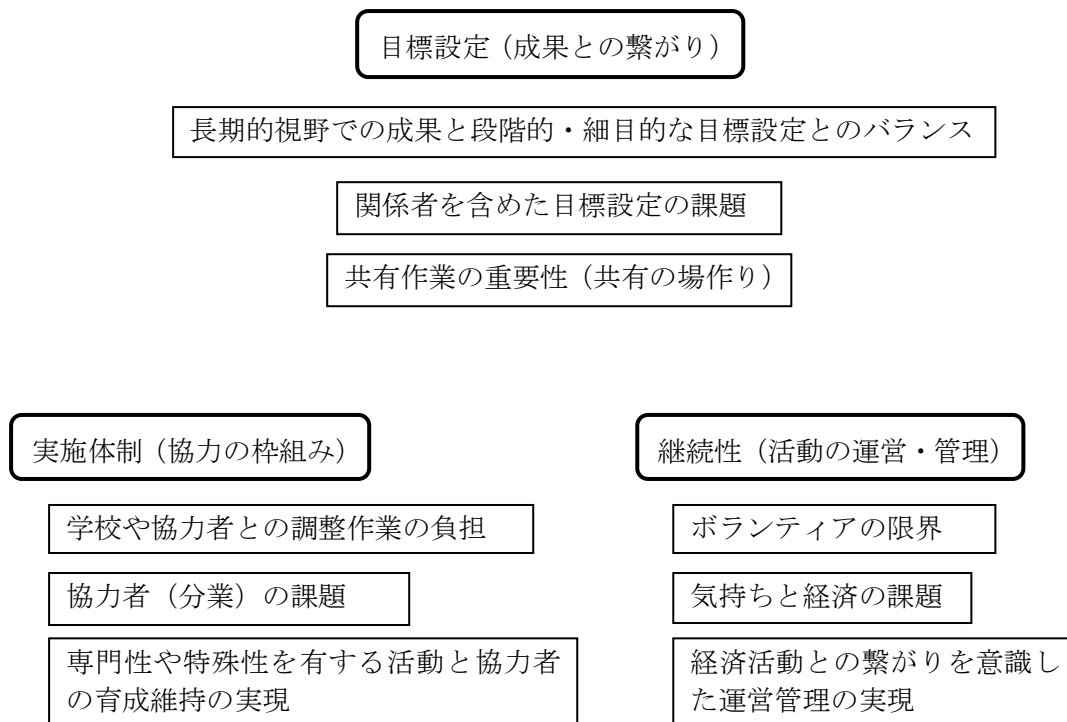 目標設定（成果との繋がり）
長期的視野での成果と段階的・細目的な目標設定とのバランス
関係者を含めた目標設定の課題
共有作業の重要性（共有の場作り）
実施体制（協力の枠組み）
学校や協力者との調整作業の負担
協力者（分業）の課題
専門性や特殊性を有する活動と協力者
の育成維持の実現
継続性（活動の運営・管理）
ボランティアの限界
気持ちと経済の課題
経済活動との繋がりを意識し
た運営管理の実現